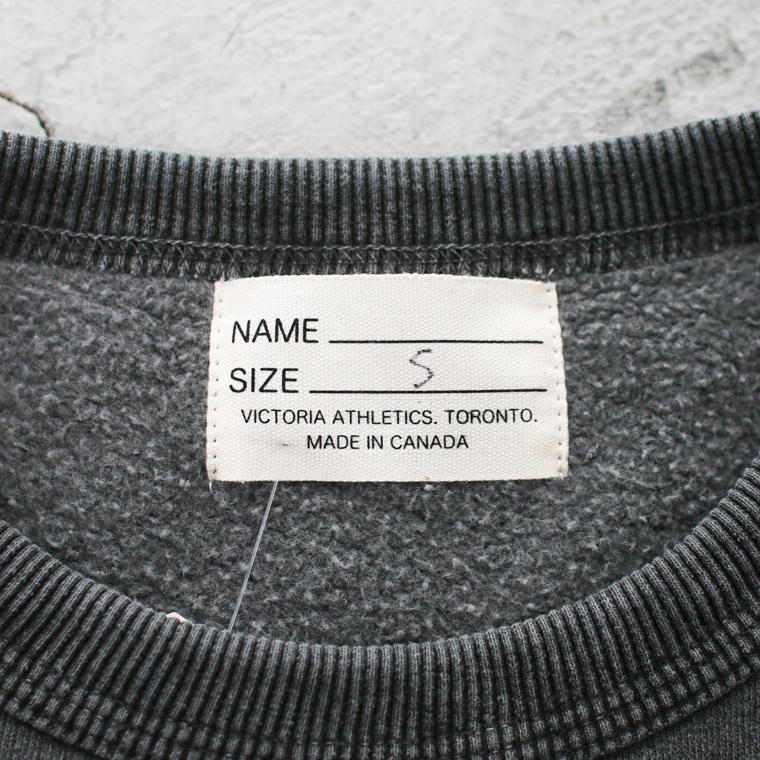 NAME
SIZE S
VICTORIA ATHLETICS. TORONTO.
MADE IN CANADA